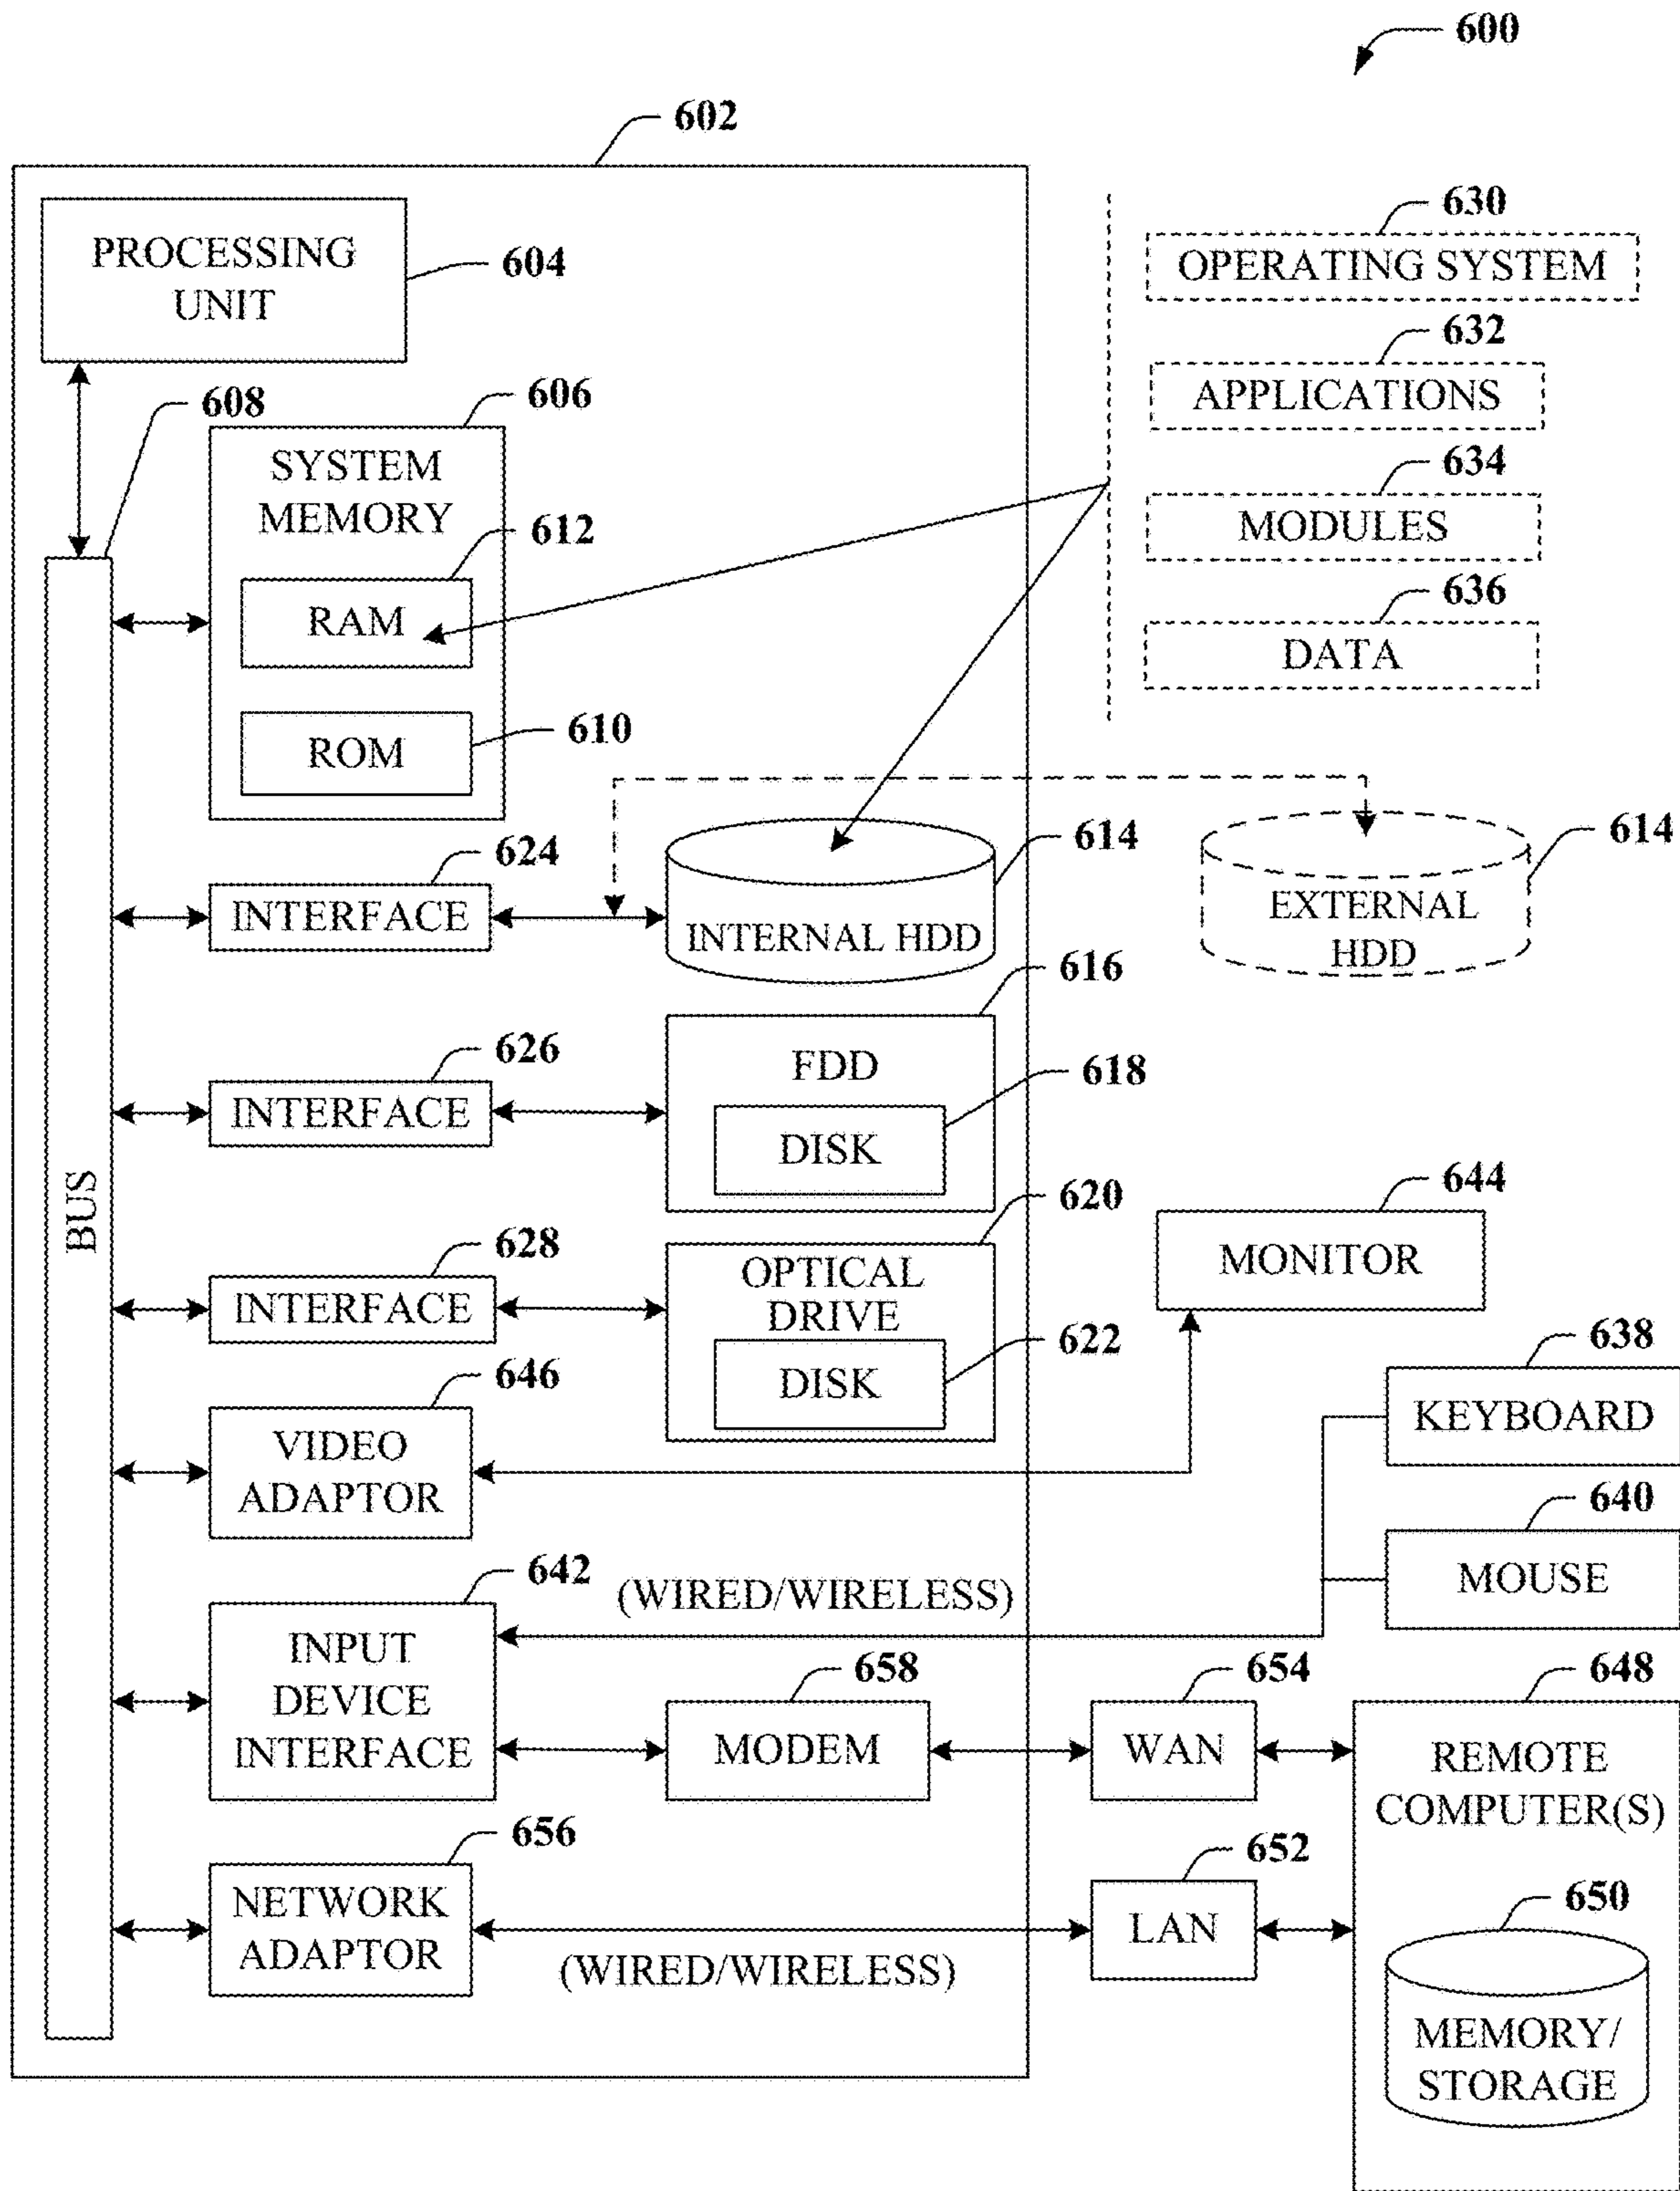 600
602
PROCESSING
UNIT
604
608
606
SYSTEM
MEMORY
612
RAM
610
ROM
630
OPERATING SYSTEM
632
APPLICATIONS
634
MODULES
636
DATA
624
INTERFACE
614
INTERNAL HDD
614
EXTERNAL
HDD
626
INTERFACE
616
FDD
618
DISK
BUS
628
INTERFACE
620
OPTICAL
DRIVE
622
DISK
644
MONITOR
646
VIDEO
ADAPTOR
638
KEYBOARD
640
MOUSE
642
(WIRED/WIRELESS)
INPUT
DEVICE
INTERFACE
658
MODEM
654
WAN
648
REMOTE
COMPUTER(S)
656
NETWORK
ADAPTOR
(WIRED/WIRELESS)
652
LAN
650
MEMORY/
STORAGE